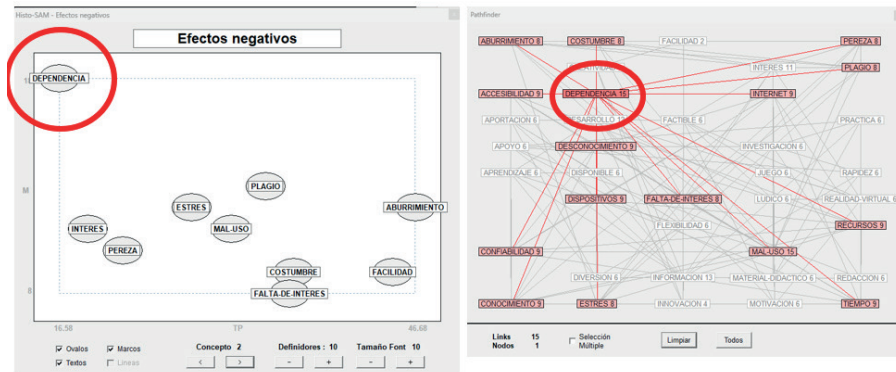 Histo-SAM - Efectos negativos
Efectos negativos
DEPENDENCIA
M
PLAGIO
ESTRES
ABURRIMIENTO
INTERES
MAL-USO
PEREZA
COSTUMBRE
FACILIDAD
FALTA-DE-INTERES
8
16.58 TP 46.68
Ovalos Marcos Concepto 2 Definidores : 10 Tamaño Font 10
Textos Lineas < > - + - +
Pathfinder
ABURRIMIENTO 8 COSTUMBRE 8 FACILIDAD 2 PEREZA 8
INTERES 11 PLAGIO 8
ACCESIBILIDAD 9 DEPENDENCIA 15 INTERNET 9
APORTACION 6 DESARROLLO 12 FACTIBLE 6 PRACTICA 6
APOYO 6 DESCONOCIMIENTO 9 INVESTIGACION 6
APRENDIZAJE 6 DISPONIBLE 6 JUEGO 6 RAPIDEZ 6
DISPOSITIVOS 9 FALTA-DE-INTERES 8 LUDICO 6 REALIDAD-VIRTUAL 6
FLEXIBILIDAD 6 RECURSOS 9
CONFIABILIDAD 9 MAL-USO 15
DIVERSION 6 INFORMACION 13 MATERIAL-DIDACTICO 6 REDACCION 6
CONOCIMIENTO 9 ESTRES 8 INNOVACION 4 MOTIVACION 6 TIEMPO 9
Links 15 Selección
Nodos 1 Múltiple Limpiar Todos